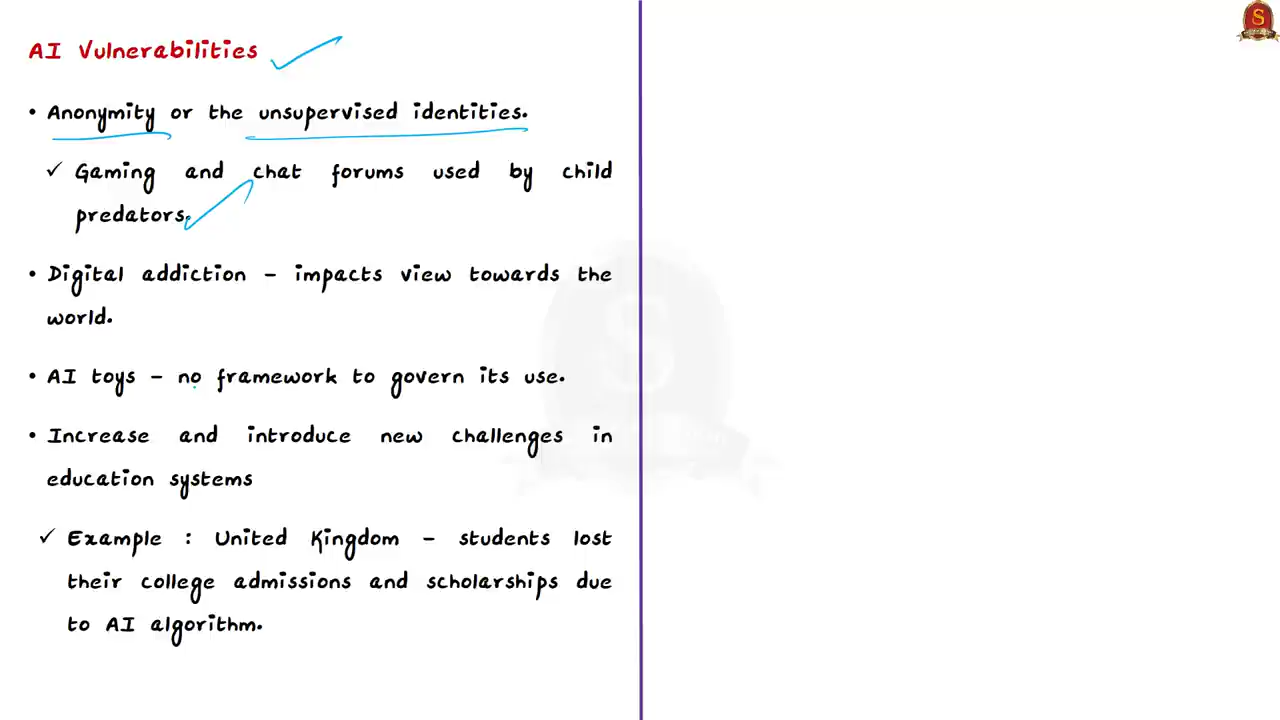 AI Vulnerabilities
• Anonymity or the unsupervised identities.
✓ Gaming and chat forums used by child
predators.
• Digital addiction – impacts view towards the
world.
• AI toys – no framework to govern its use.
• Increase and introduce new challenges in
education systems
✓ Example : United Kingdom – students lost
their college admissions and scholarships due
to AI algorithm.
S